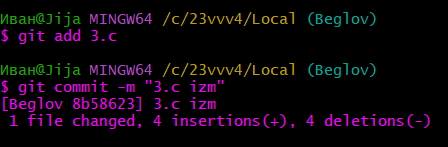 Иван@Jija MINGW64 /c/23vvv4/Local (Beglov)
$ git add 3.c
Иван@Jija MINGW64 /c/23vvv4/Local (Beglov)
$ git commit -m "3.c izm"
[Beglov 8b58623] 3.c izm
 1 file changed, 4 insertions(+), 4 deletions(-)